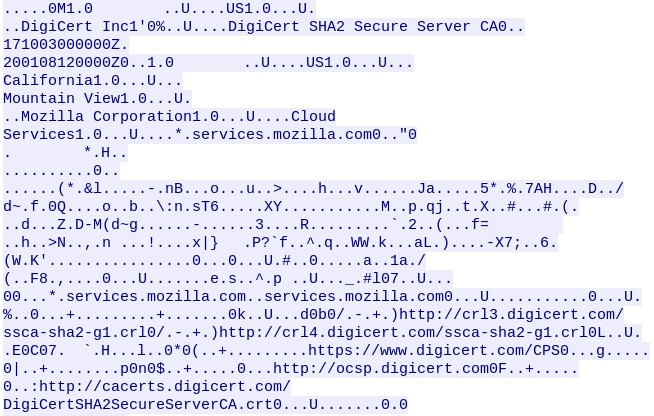 .....0M1.0        ..U....US1.0...U.
..DigiCert Inc1'0%..U....DigiCert SHA2 Secure Server CA0..
171003000000Z.
200108120000Z0..1.0        ..U....US1.0...U...
California1.0...U...
Mountain View1.0...U.
..Mozilla Corporation1.0...U....Cloud
Services1.0...U....*.services.mozilla.com0.."0
.        *.H..
..........0..
......(*.&l.....-.nB...o...u..>....h...v......Ja.....5*.%.7AH....D../
d~.f.0Q....o..b..\:n.sT6.....XY...........M..p.qj..t.X..#...#.(.
..d...Z.D-M(d~g......-......3....R.........`.2..(...f=
..h..>N..,.n ...!....x|}   .P?`f..^.q..WW.k...aL.)....-X7;..6.
(W.K'................0...0...U.#..0.....a..1a./
(..F8.,....0...U.......e.s..^.p ..U..._.#l07..U...
00...*.services.mozilla.com..services.mozilla.com0...U...........0...U.
%..0...+.........+.......0k..U...d0b0/.-.+.)http://crl3.digicert.com/
ssca-sha2-g1.crl0/.-.+.)http://crl4.digicert.com/ssca-sha2-g1.crl0L..U.
.E0C07.  `.H...l..0*0(..+.........https://www.digicert.com/CPS0...g.....
0|..+........p0n0$..+.....0...http://ocsp.digicert.com0F..+.....
0..:http://cacerts.digicert.com/
DigiCertSHA2SecureServerCA.crt0...U.......0.0